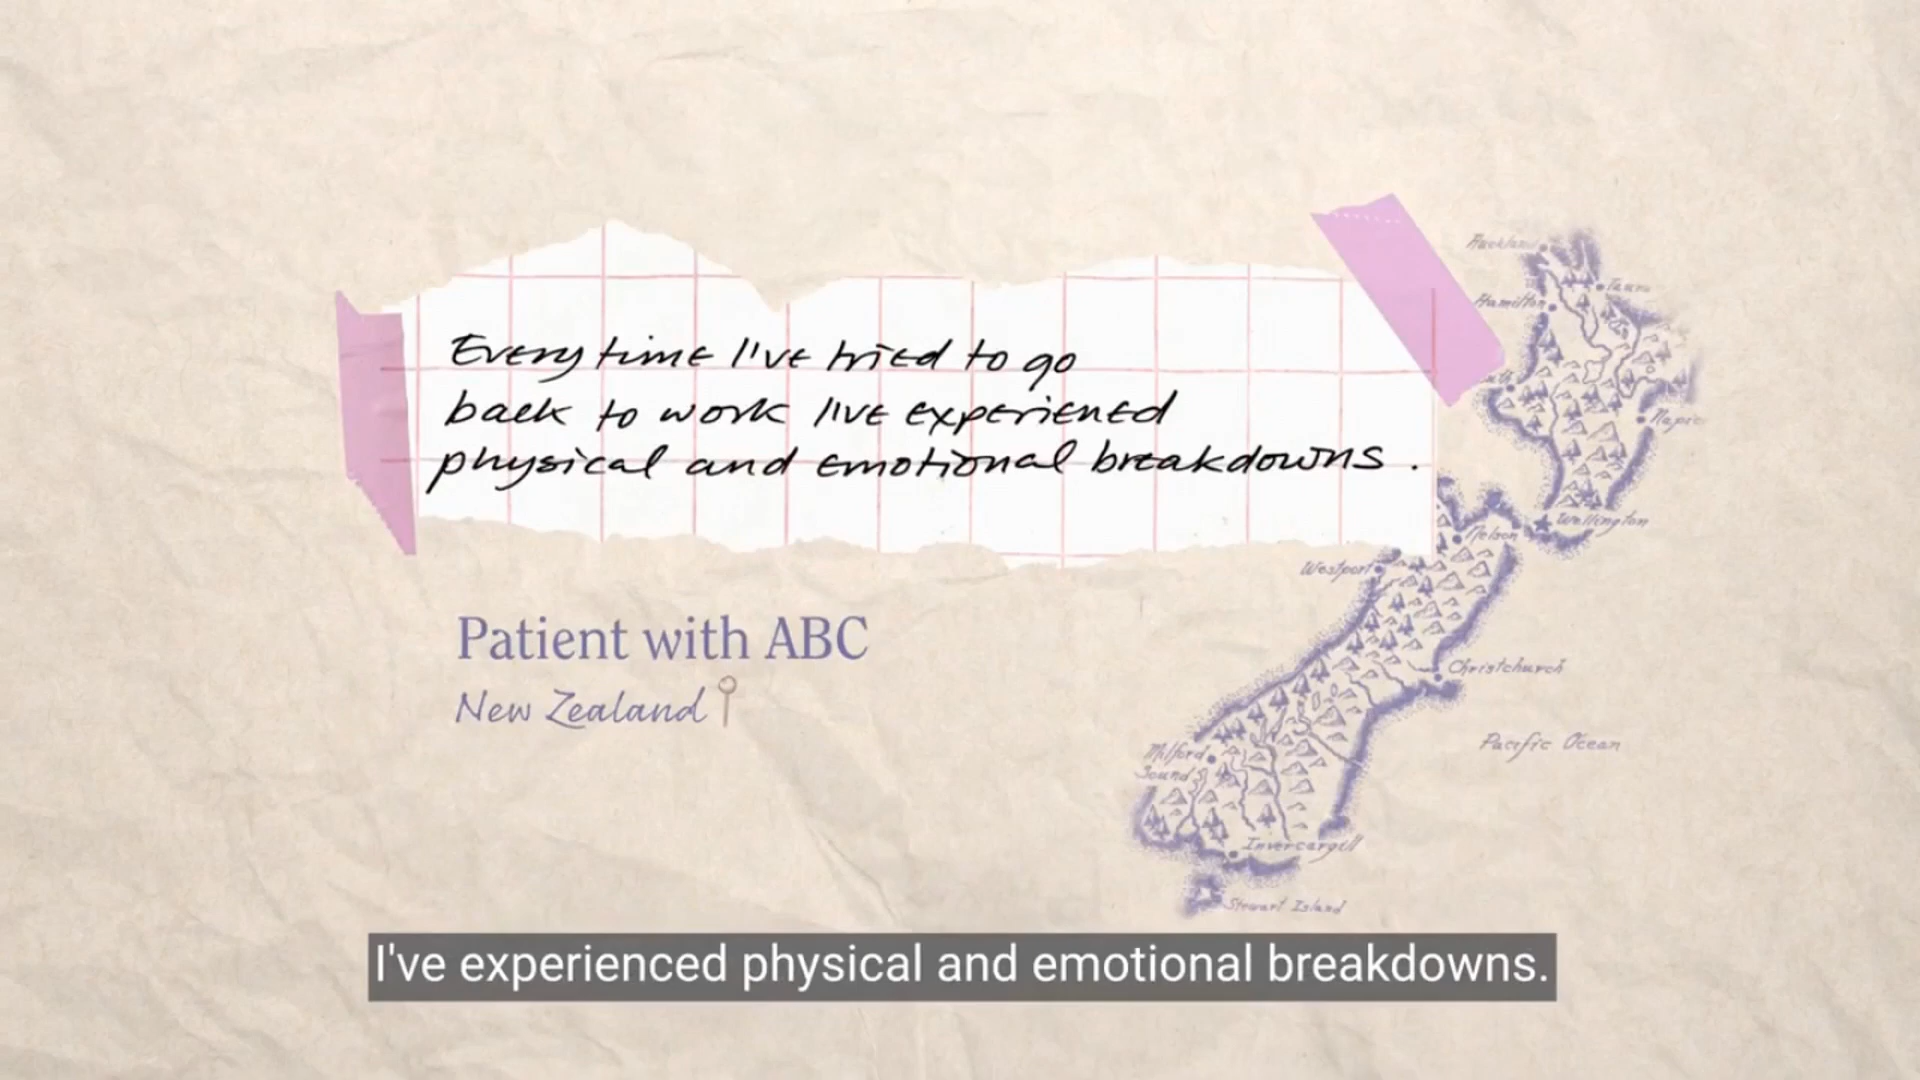 Every time I've tried to go
back to work I've experienced
physical and emotional breakdowns.
Patient with ABC
New Zealand
Auckland
Hamilton
Napie
Wellington
Nelson
Westport
Christchurch
Pacific Ocean
Milford
Sound
Invercargill
Stewart Island
I've experienced physical and emotional breakdowns.